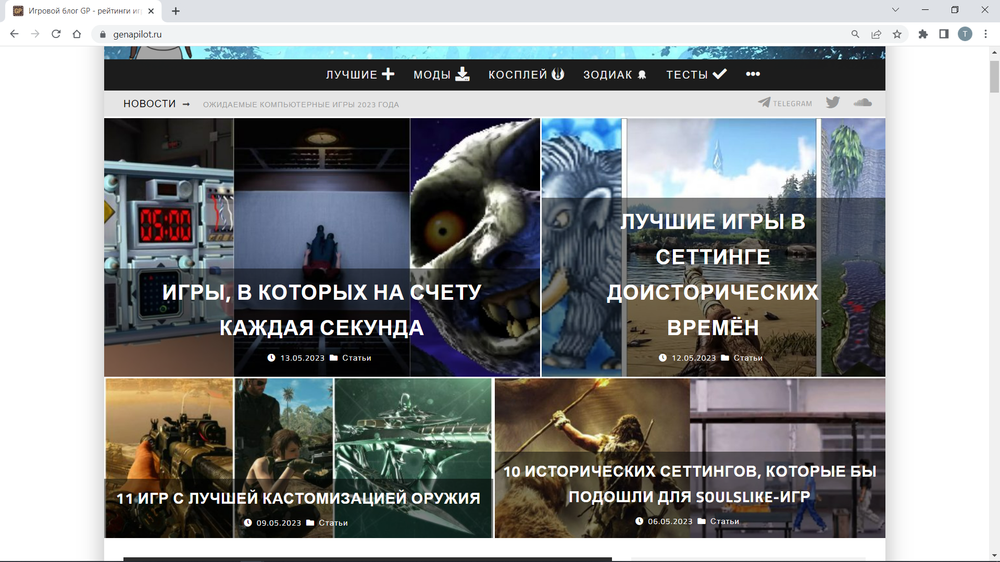 Игровой блог GP - рейтинги игр
genapilot.ru
T
ЛУЧШИЕ МОДЫ КОСПЛЕЙ ЗОДИАК ТЕСТЫ •••
НОВОСТИ → ОЖИДАЕМЫЕ КОМПЬЮТЕРНЫЕ ИГРЫ 2023 ГОДА TELEGRAM
05:00
ИГРЫ, В КОТОРЫХ НА СЧЕТУ
КАЖДАЯ СЕКУНДА
13.05.2023 Статьи
ЛУЧШИЕ ИГРЫ В
СЕТТИНГЕ
ДОИСТОРИЧЕСКИХ
ВРЕМЁН
12.05.2023 Статьи
11 ИГР С ЛУЧШЕЙ КАСТОМИЗАЦИЕЙ ОРУЖИЯ
09.05.2023 Статьи
10 ИСТОРИЧЕСКИХ СЕТТИНГОВ, КОТОРЫЕ БЫ
ПОДОШЛИ ДЛЯ SOULSLIKE-ИГР
06.05.2023 Статьи